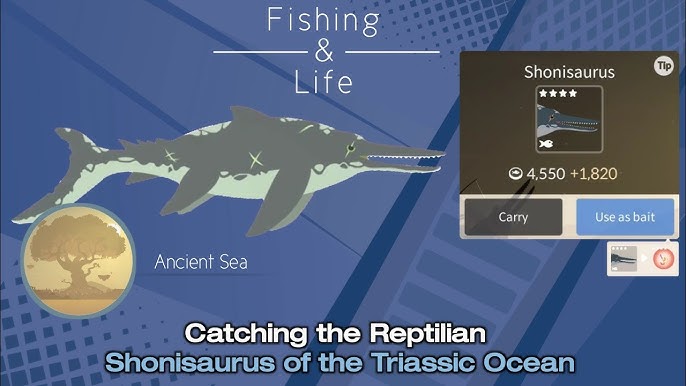 Fishing
&
Life
Tip
Shonisaurus
4,550 +1,820
Carry
Use as bait
Ancient Sea
Catching the Reptilian
Shonisaurus of the Triassic Ocean